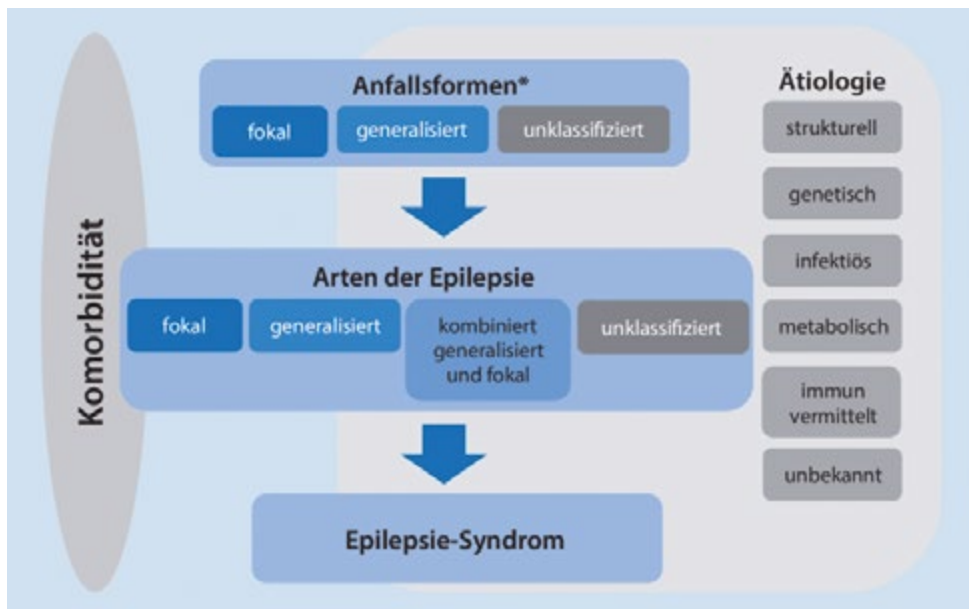 Komorbidität
Anfallsformen*
fokal
generalisiert
unklassifiziert
Arten der Epilepsie
fokal
generalisiert
kombiniert
generalisiert
und fokal
unklassifiziert
Epilepsie-Syndrom
Ätiologie
strukturell
genetisch
infektiös
metabolisch
immun
vermittelt
unbekannt